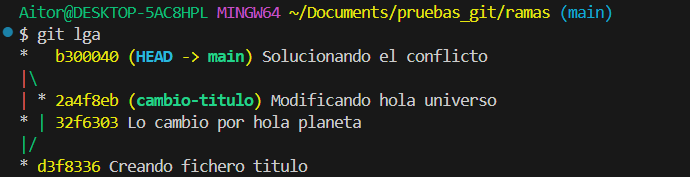 Aitor@DESKTOP-5AC8HPL MINGW64 ~/Documents/pruebas_git/ramas (main)
$ git lga
*   b300040 (HEAD -> main) Solucionando el conflicto
|\
| * 2a4f8eb (cambio-titulo) Modificando hola universo
* | 32f6303 Lo cambio por hola planeta
|/
* d3f8336 Creando fichero titulo